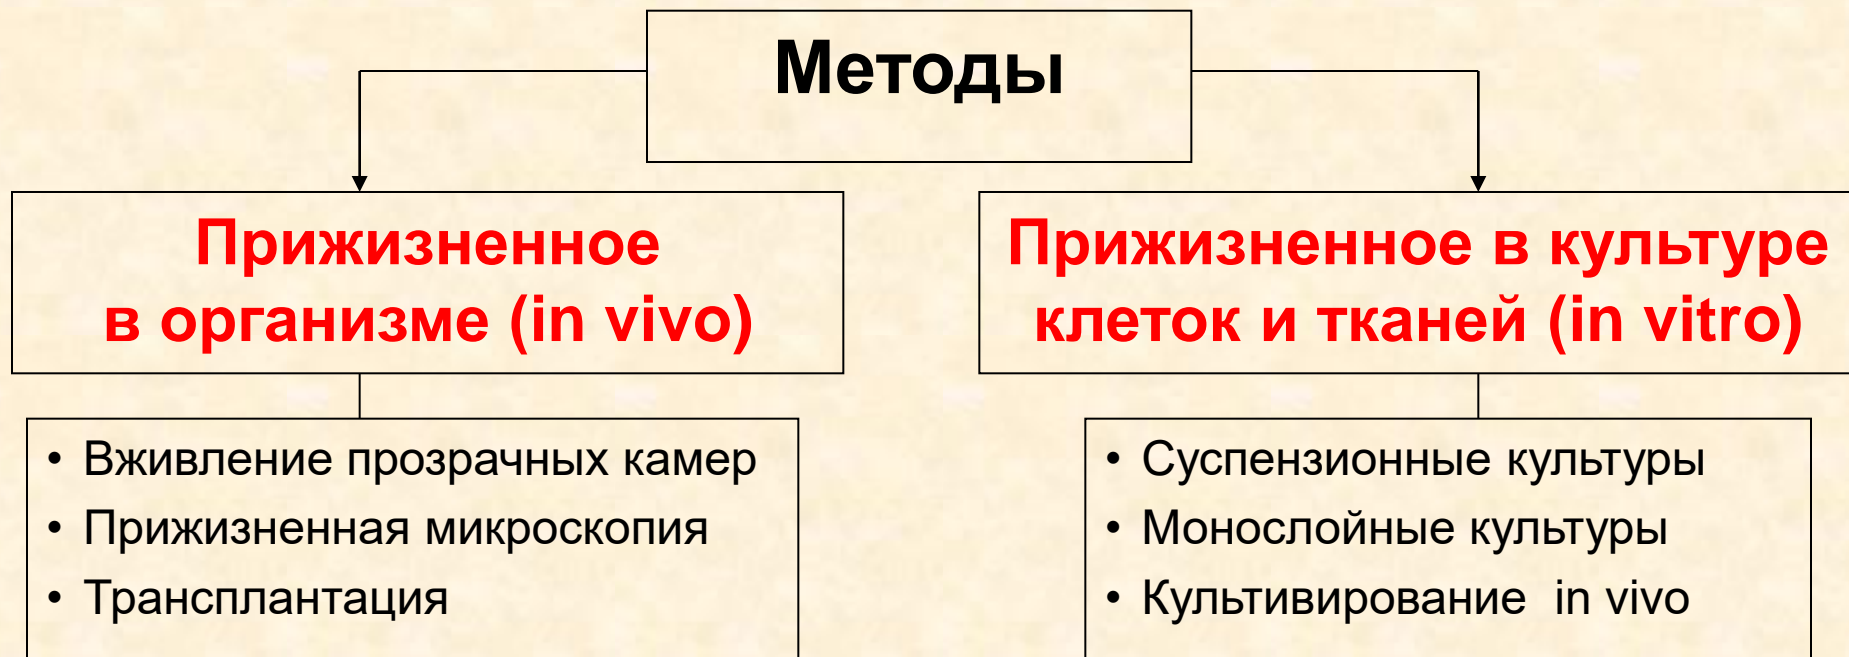 Методы
Прижизненное
в организме (in vivo)
Прижизненное в культуре
клеток и тканей (in vitro)
• Вживление прозрачных камер
• Прижизненная микроскопия
• Трансплантация
• Суспензионные культуры
• Монослойные культуры
• Культивирование in vivo